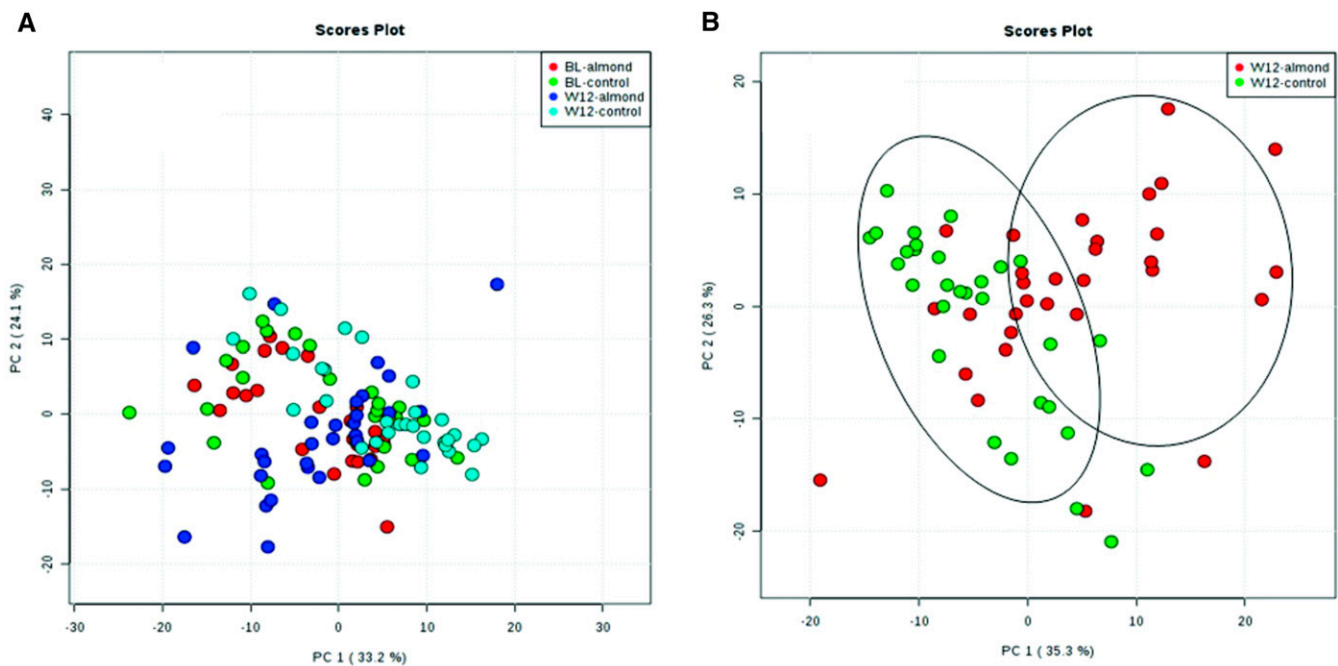 A
Scores Plot
BL-almond
BL-control
W12-almond
W12-control
40
30
20
10
0
-10
-20
PC 2 ( 24.1 %)
-30
-20
-10
0
10
20
30
PC 1 ( 33.2 %)
B
Scores Plot
W12-almond
W12-control
20
10
0
-10
-20
PC 2 ( 26.3 %)
-20
-10
0
10
20
PC 1 ( 35.3 %)